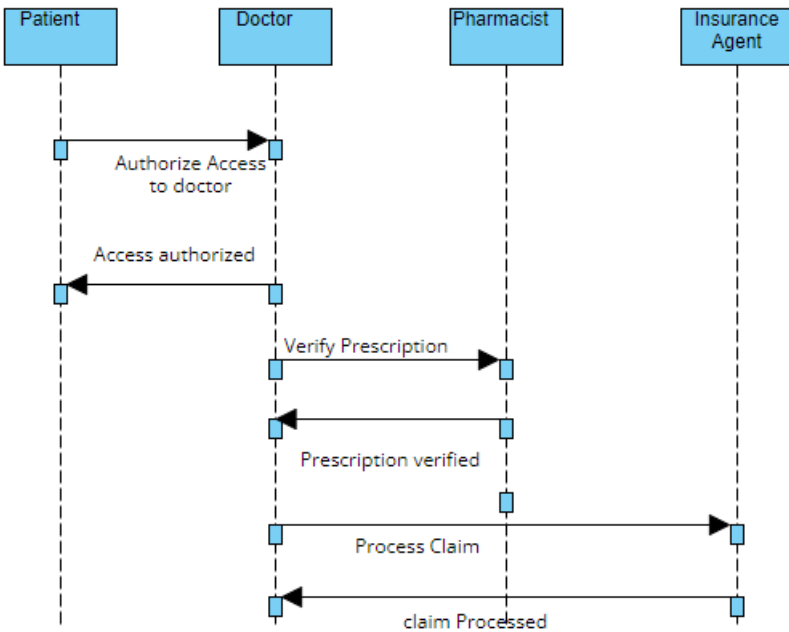 Patient
Doctor
Pharmacist
Insurance
Agent
Authorize Access
to doctor
Access authorized
Verify Prescription
Prescription verified
Process Claim
claim Processed